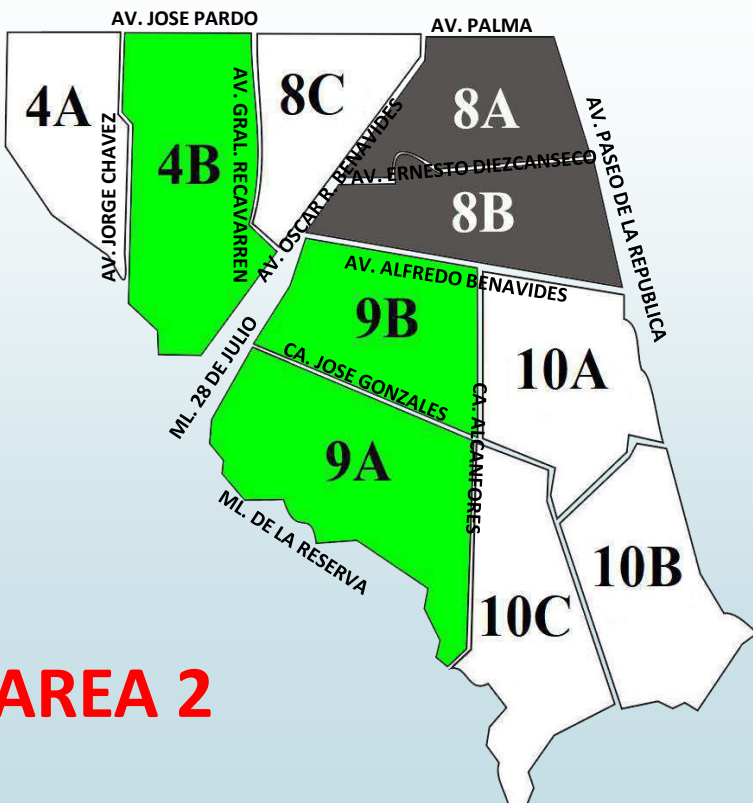 AV. JOSE PARDO
AV. PALMA
4A
8C
8A
AV. GRAL. RECAVARREN
AV. JORGE CHAVEZ
4B
AV. OSCAR R. BENAVIDES
AV. ERNESTO DIEZCANSECO
AV. PASEO DE LA REPUBLICA
8B
AV. ALFREDO BENAVIDES
9B
ML. 28 DE JULIO
CA. JOSE GONZALES
10A
CA. ALCANFORES
9A
ML. DE LA RESERVA
10B
10C
AREA 2